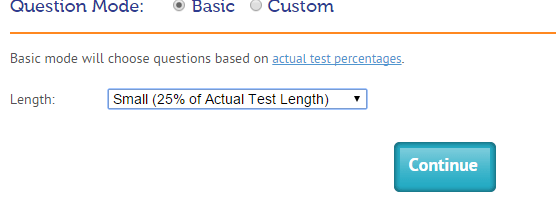 Question Mode: Basic Custom
Basic mode will choose questions based on actual test percentages.
Length: Small (25% of Actual Test Length)
Continue